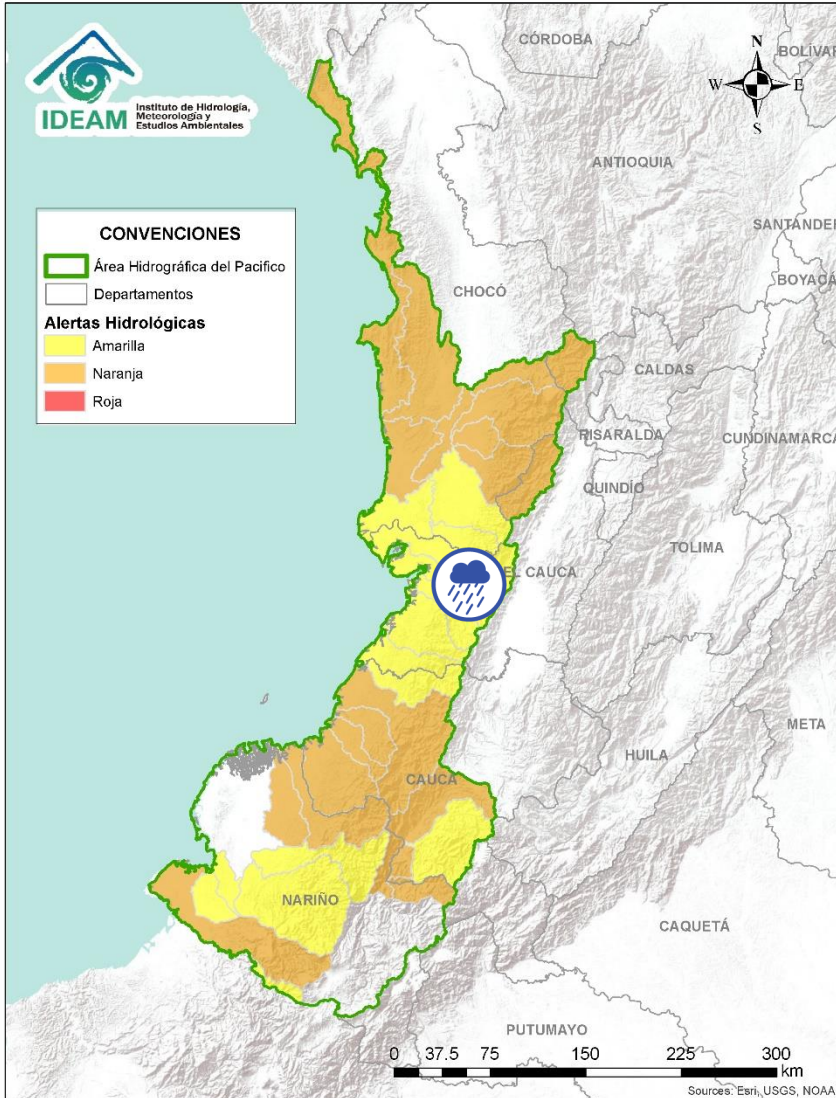 CÓRDOBA
BOLÍVAR
N
W
E
S
IDEAM
Instituto de Hidrología,
Meteorología y
Estudios Ambientales
ANTIOQUIA
SANTANDER
CONVENCIONES
Área Hidrográfica del Pacifico
Departamentos
Alertas Hidrológicas
Amarilla
Naranja
Roja
BOYACÁ
CHOCÓ
CALDAS
RISARALDA
CUNDINAMARCA
QUINDÍO
TOLIMA
EL CAUCA
META
HUILA
CAUCA
NARIÑO
CAQUETÁ
PUTUMAYO
0 37.5 75 150 225 300
km
Sources: Esri, USGS, NOAA